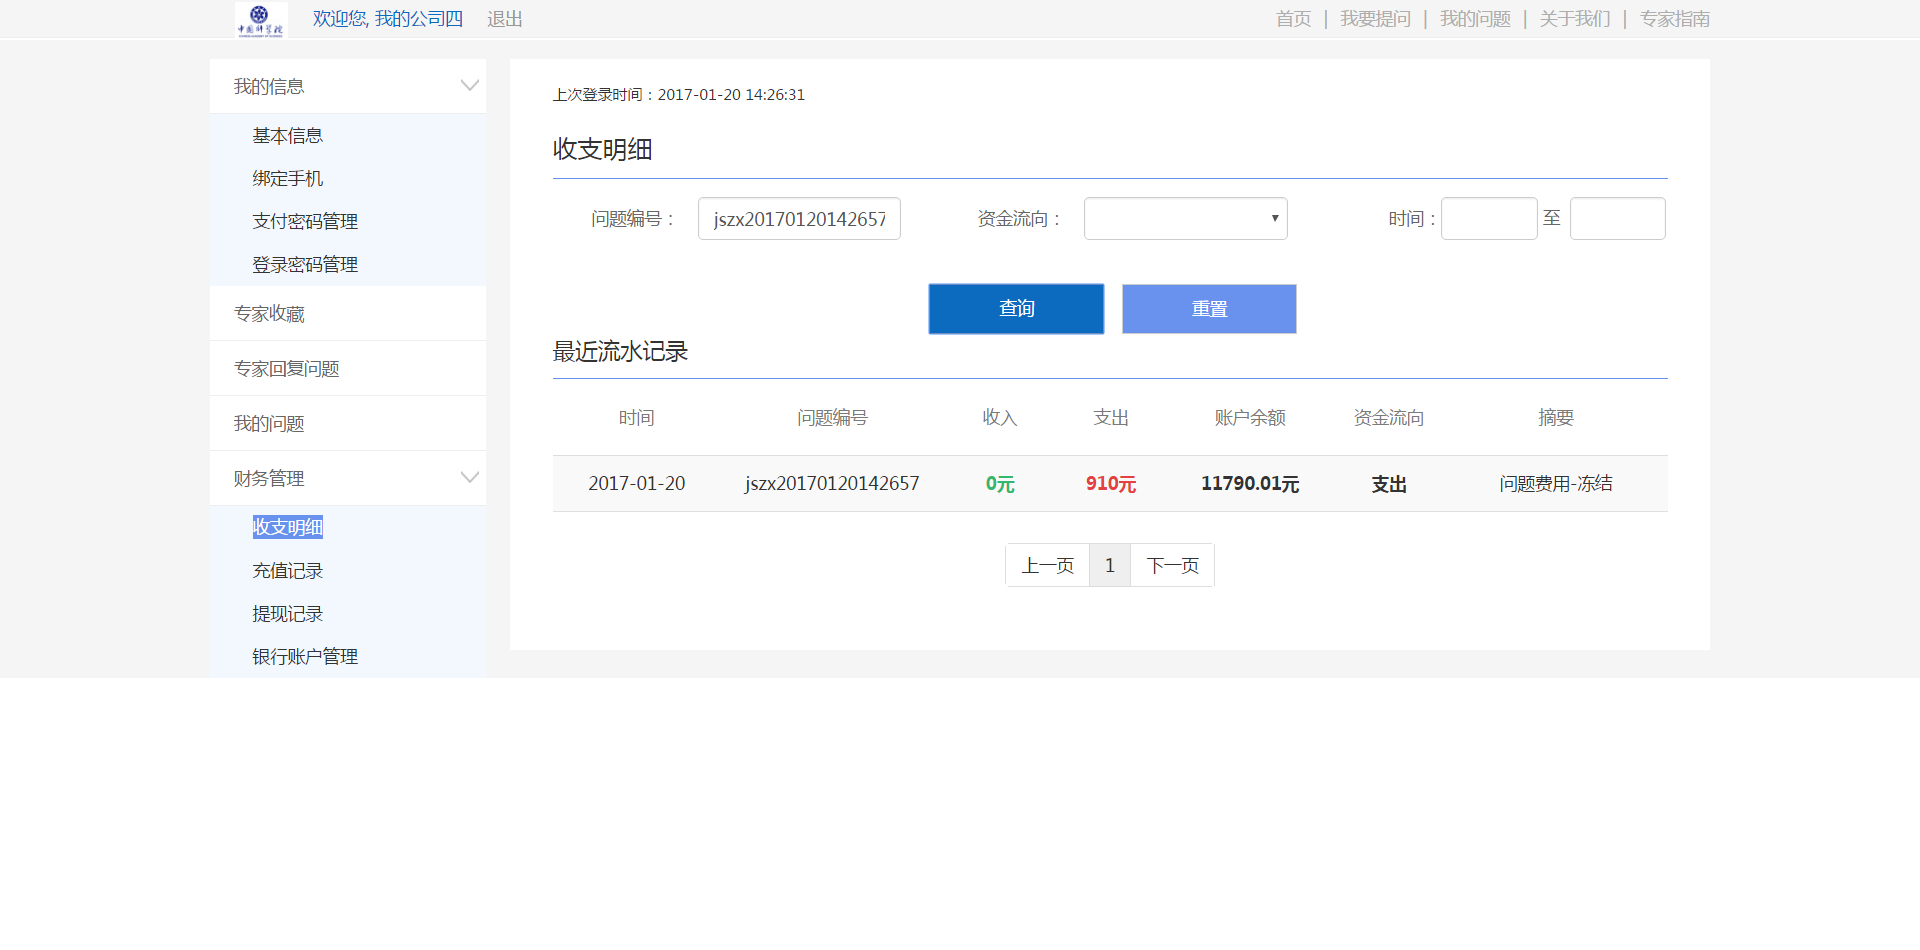 中国科学院
欢迎您, 我的公司四 退出
首页 | 我要提问 | 我的问题 | 关于我们 | 专家指南
我的信息
基本信息
绑定手机
支付密码管理
登录密码管理
专家收藏
专家回复问题
我的问题
财务管理
收支明细
充值记录
提现记录
银行账户管理
上次登录时间：2017-01-20 14:26:31
收支明细
问题编号： jszx20170120142657 资金流向： 时间： 至
查询 重置
最近流水记录
时间 问题编号 收入 支出 账户余额 资金流向 摘要
2017-01-20 jszx20170120142657 0元 910元 11790.01元 支出 问题费用-冻结
上一页 1 下一页